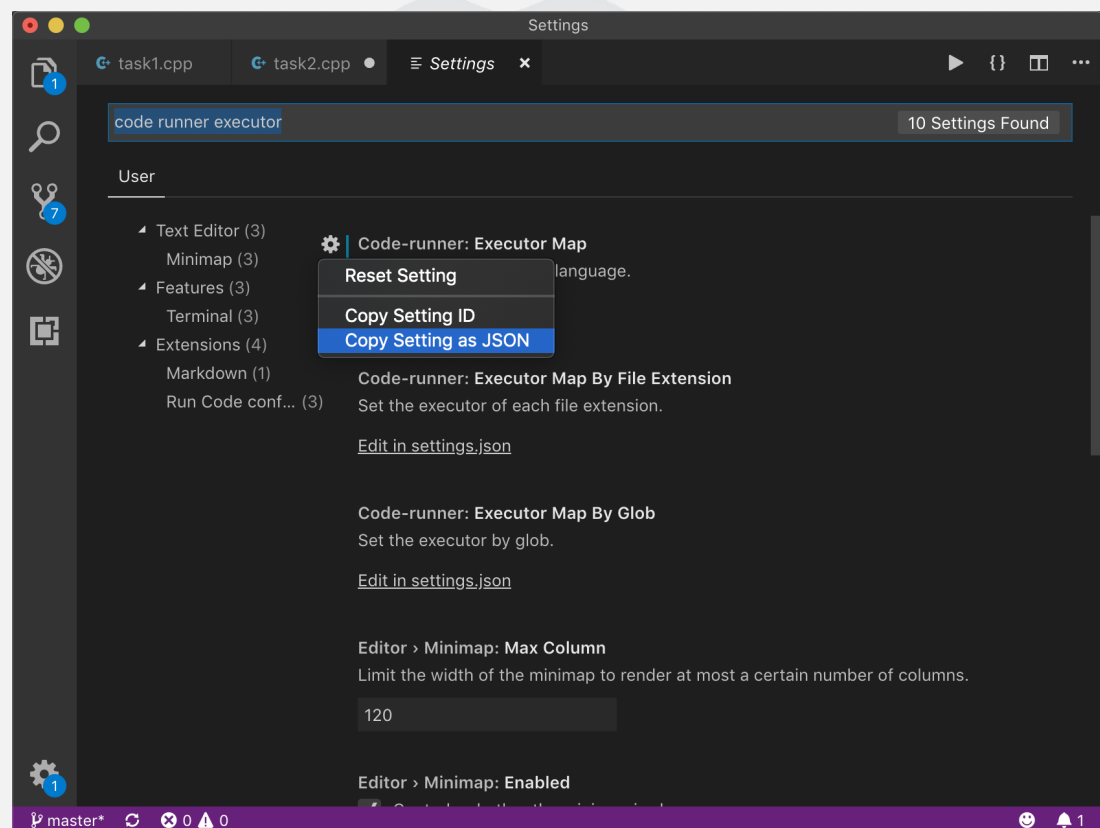 Settings
task1.cpp
task2.cpp
Settings
1
code runner executor
10 Settings Found
User
7
Text Editor (3)
Minimap (3)
Features (3)
Terminal (3)
Extensions (4)
Markdown (1)
Run Code conf... (3)
Code-runner: Executor Map
language.
Reset Setting
Copy Setting ID
Copy Setting as JSON
Code-runner: Executor Map By File Extension
Set the executor of each file extension.
Edit in settings.json
Code-runner: Executor Map By Glob
Set the executor by glob.
Edit in settings.json
Editor › Minimap: Max Column
Limit the width of the minimap to render at most a certain number of columns.
120
Editor › Minimap: Enabled
1
master* 0 0 1